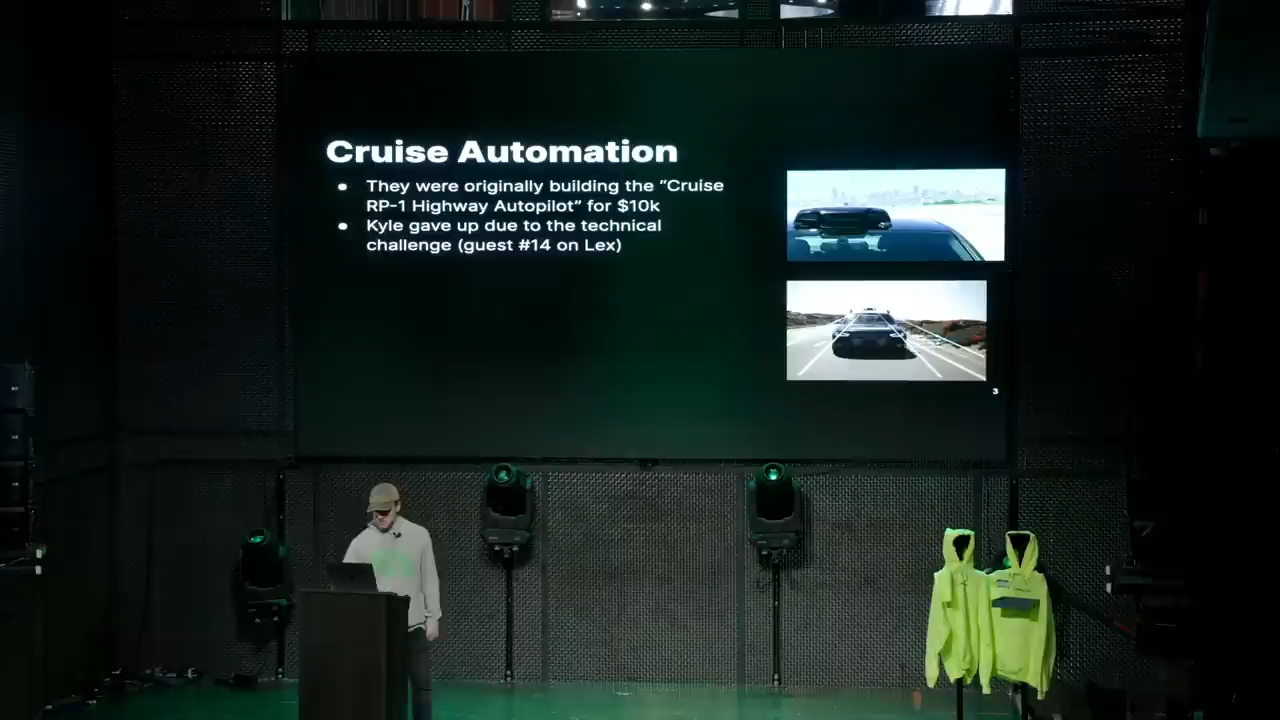 Cruise Automation
● They were originally building the “Cruise
RP-1 Highway Autopilot” for $10k
● Kyle gave up due to the technical
challenge (guest #14 on Lex)
3